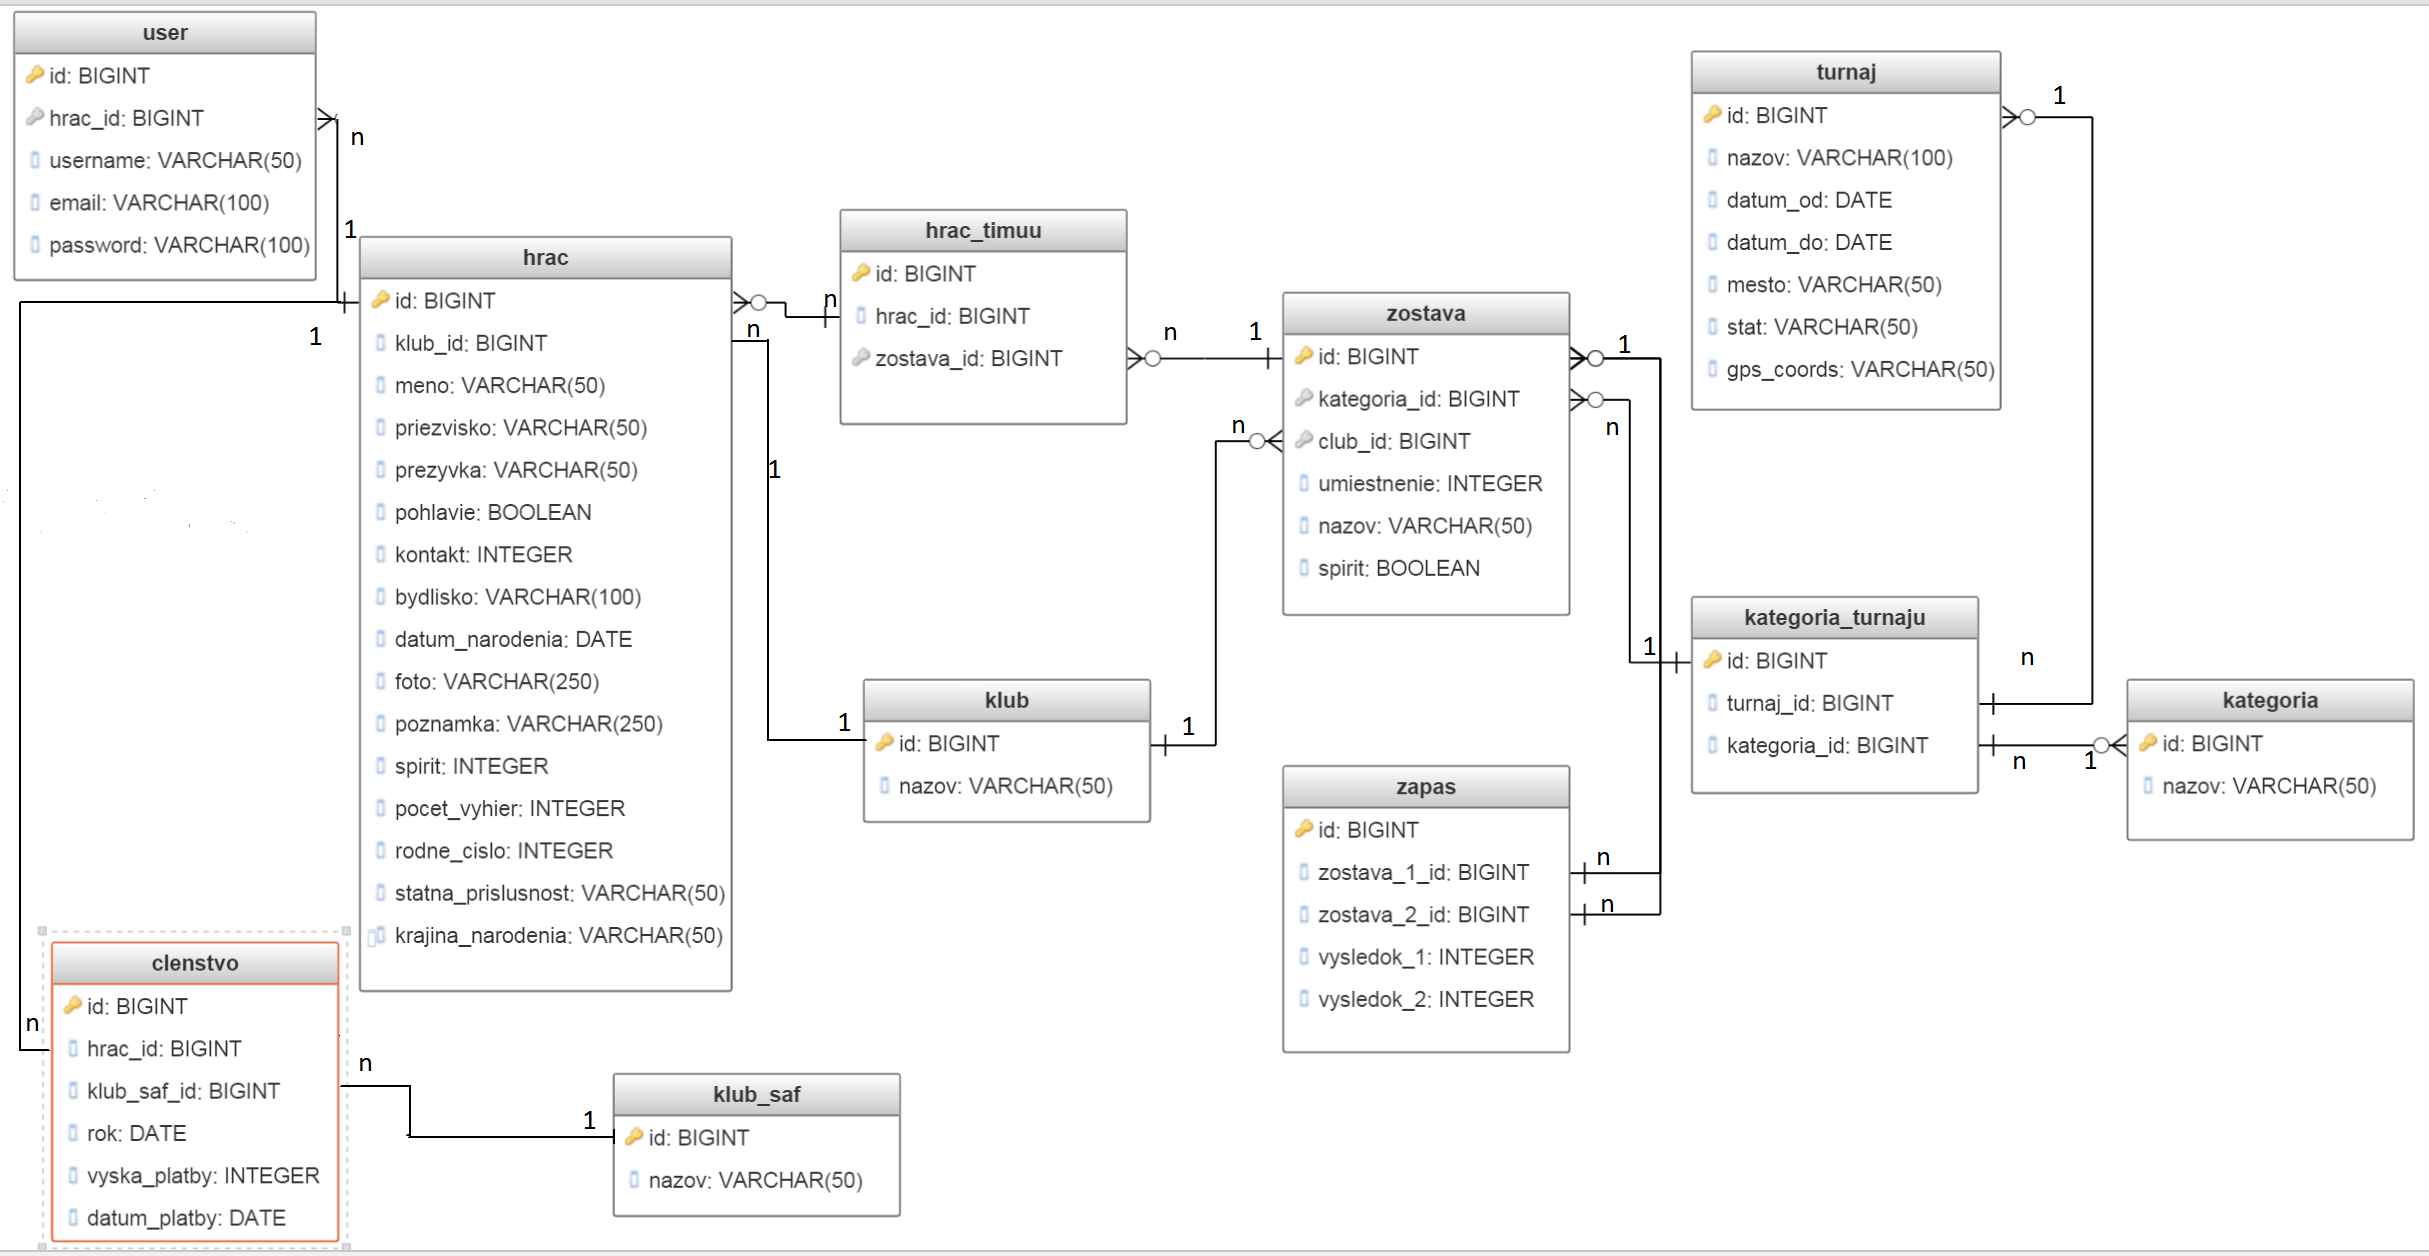 user
id: BIGINT
hrac_id: BIGINT
username: VARCHAR(50)
email: VARCHAR(100)
password: VARCHAR(100)
n
1
1
hrac
id: BIGINT
klub_id: BIGINT
meno: VARCHAR(50)
priezvisko: VARCHAR(50)
prezyvka: VARCHAR(50)
pohlavie: BOOLEAN
kontakt: INTEGER
bydlisko: VARCHAR(100)
datum_narodenia: DATE
foto: VARCHAR(250)
poznamka: VARCHAR(250)
spirit: INTEGER
pocet_vyhier: INTEGER
rodne_cislo: INTEGER
statna_prislusnost: VARCHAR(50)
krajina_narodenia: VARCHAR(50)
n
n
1
1
hrac_timuu
id: BIGINT
hrac_id: BIGINT
zostava_id: BIGINT
n
1
zostava
id: BIGINT
kategoria_id: BIGINT
club_id: BIGINT
umiestnenie: INTEGER
nazov: VARCHAR(50)
spirit: BOOLEAN
n
1
n
1
turnaj
id: BIGINT
nazov: VARCHAR(100)
datum_od: DATE
datum_do: DATE
mesto: VARCHAR(50)
stat: VARCHAR(50)
gps_coords: VARCHAR(50)
1
klub
id: BIGINT
nazov: VARCHAR(50)
1
kategoria_turnaju
id: BIGINT
turnaj_id: BIGINT
kategoria_id: BIGINT
n
n
1
kategoria
id: BIGINT
nazov: VARCHAR(50)
zapas
id: BIGINT
zostava_1_id: BIGINT
zostava_2_id: BIGINT
vysledok_1: INTEGER
vysledok_2: INTEGER
n
n
clenstvo
id: BIGINT
hrac_id: BIGINT
klub_saf_id: BIGINT
rok: DATE
vyska_platby: INTEGER
datum_platby: DATE
n
n
1
klub_saf
id: BIGINT
nazov: VARCHAR(50)